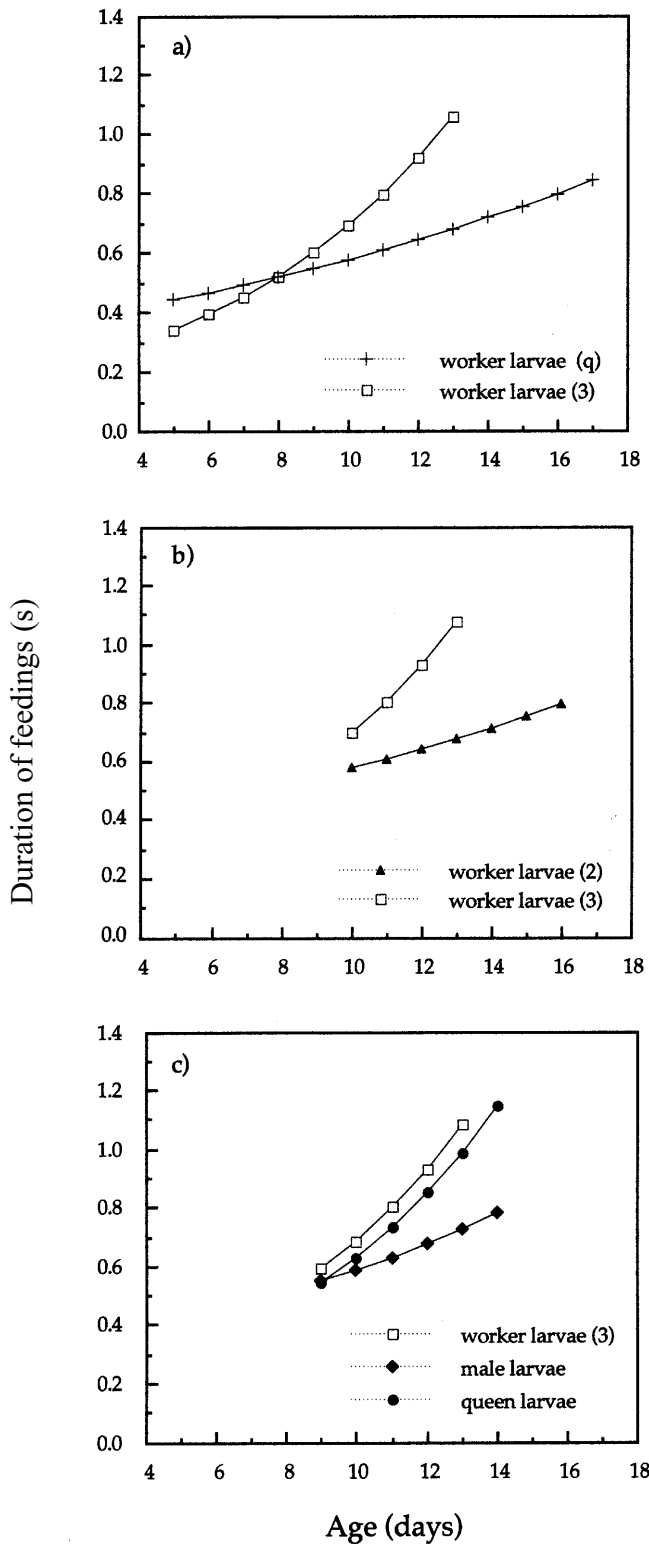 1.4
a)
1.2
1.0
0.8
0.6
0.4
worker larvae (q)
0.2
worker larvae (3)
0.0
4 6 8 10 12 14 16 18
1.4
b)
1.2
1.0
0.8
0.6
0.4
worker larvae (2)
0.2
worker larvae (3)
0.0
4 6 8 10 12 14 16 18
Duration of feedings (s)
1.4
c)
1.2
1.0
0.8
0.6
0.4
worker larvae (3)
male larvae
0.2
queen larvae
0.0
4 6 8 10 12 14 16 18
Age (days)